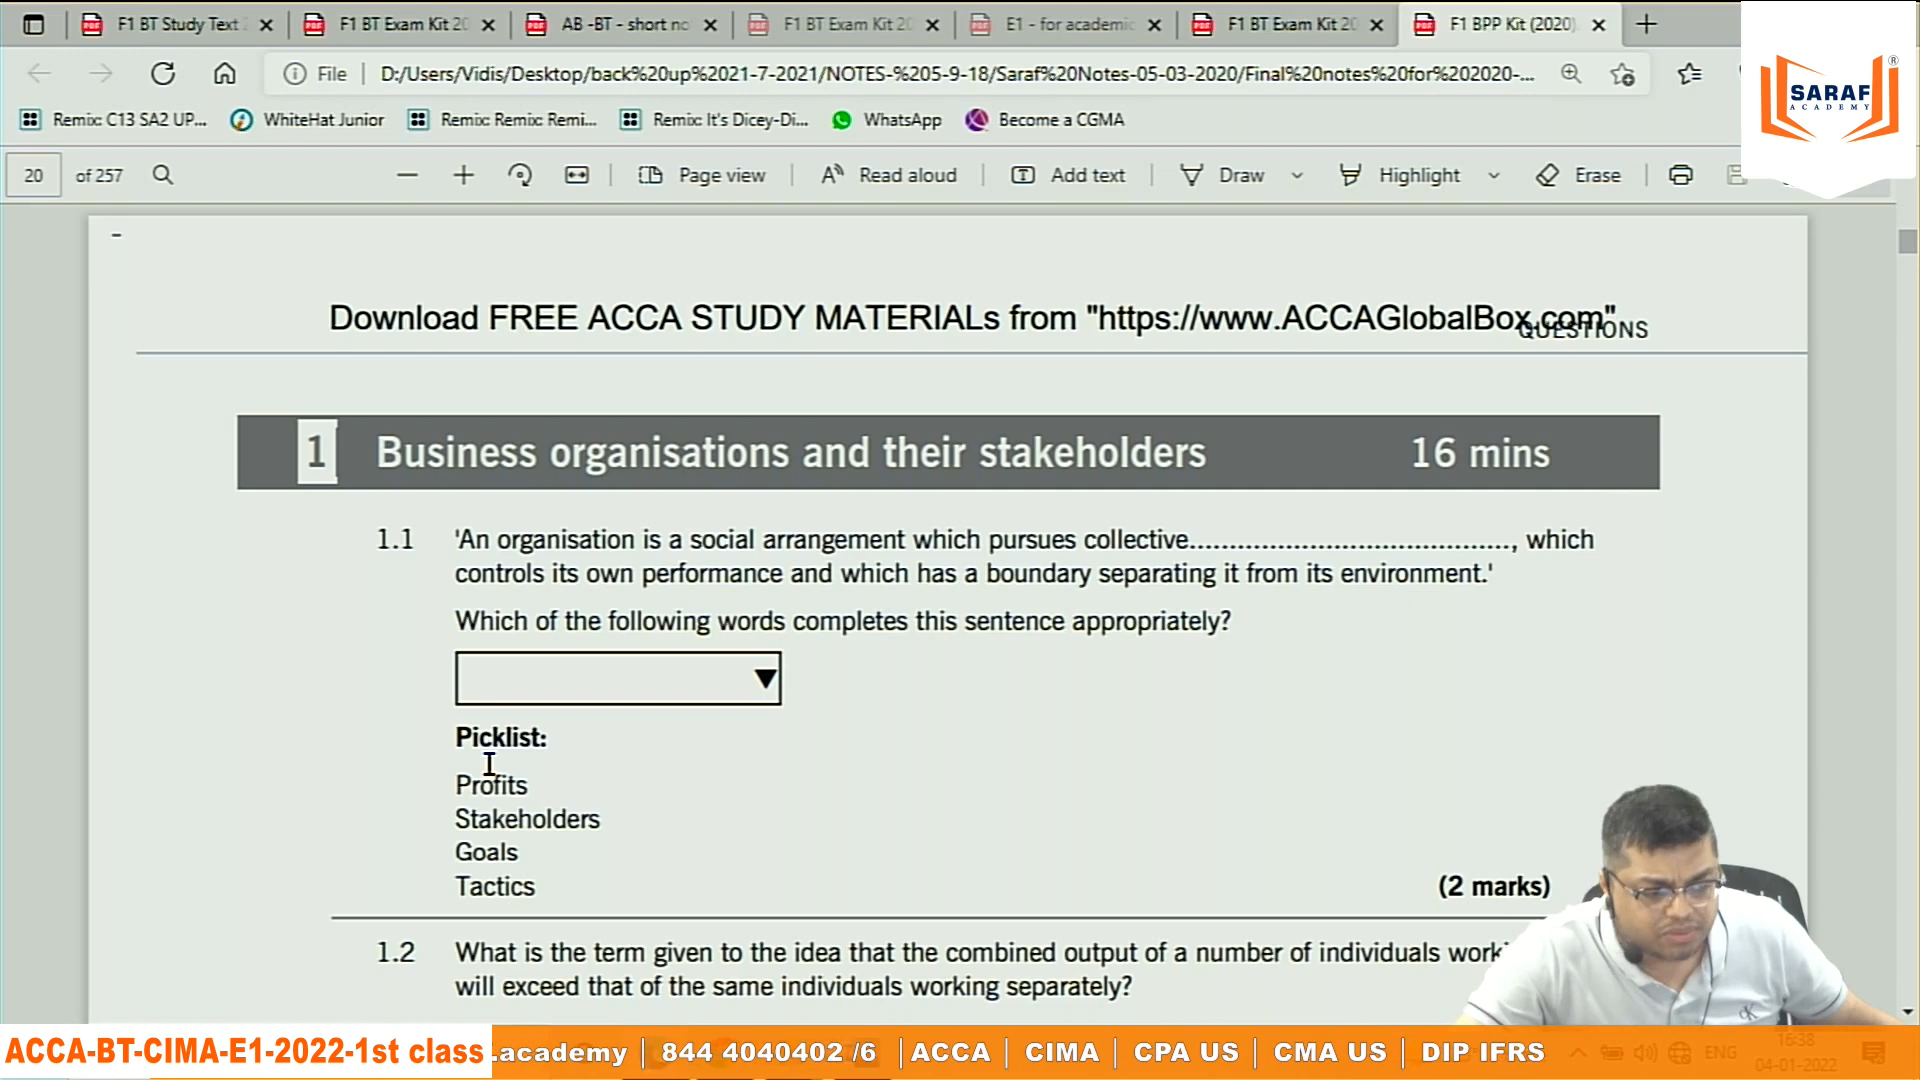 F1 BT Study Text 2
F1 BT Exam Kit 20
AB -BT - short no
F1 BT Exam Kit 20
E1 - for academic
F1 BT Exam Kit 20
F1 BPP Kit (2020)
File
D:/Users/Vidis/Desktop/back%20up%2021-7-2021/NOTES-%205-9-18/Saraf%20Notes-05-03-2020/Final%20notes%20for%202020-...
Remix: C13 SA2 UP...
WhiteHat Junior
Remix: Remix: Remi...
Remix: It's Dicey-Di...
WhatsApp
Become a CGMA
SARAF
ACADEMY
®
20 of 257
Page view
Read aloud
Add text
Draw
Highlight
Erase
Download FREE ACCA STUDY MATERIALs from "https://www.ACCAGlobalBox.com"
QUESTIONS
1 Business organisations and their stakeholders 16 mins
1.1 'An organisation is a social arrangement which pursues collective......................................, which
controls its own performance and which has a boundary separating it from its environment.'
Which of the following words completes this sentence appropriately?
Picklist:
Profits
Stakeholders
Goals
Tactics
(2 marks)
1.2 What is the term given to the idea that the combined output of a number of individuals work
will exceed that of the same individuals working separately?
ACCA-BT-CIMA-E1-2022-1st class
.academy | 844 4040402 /6 | ACCA | CIMA | CPA US | CMA US | DIP IFRS
ENG
16:38
04-01-2022